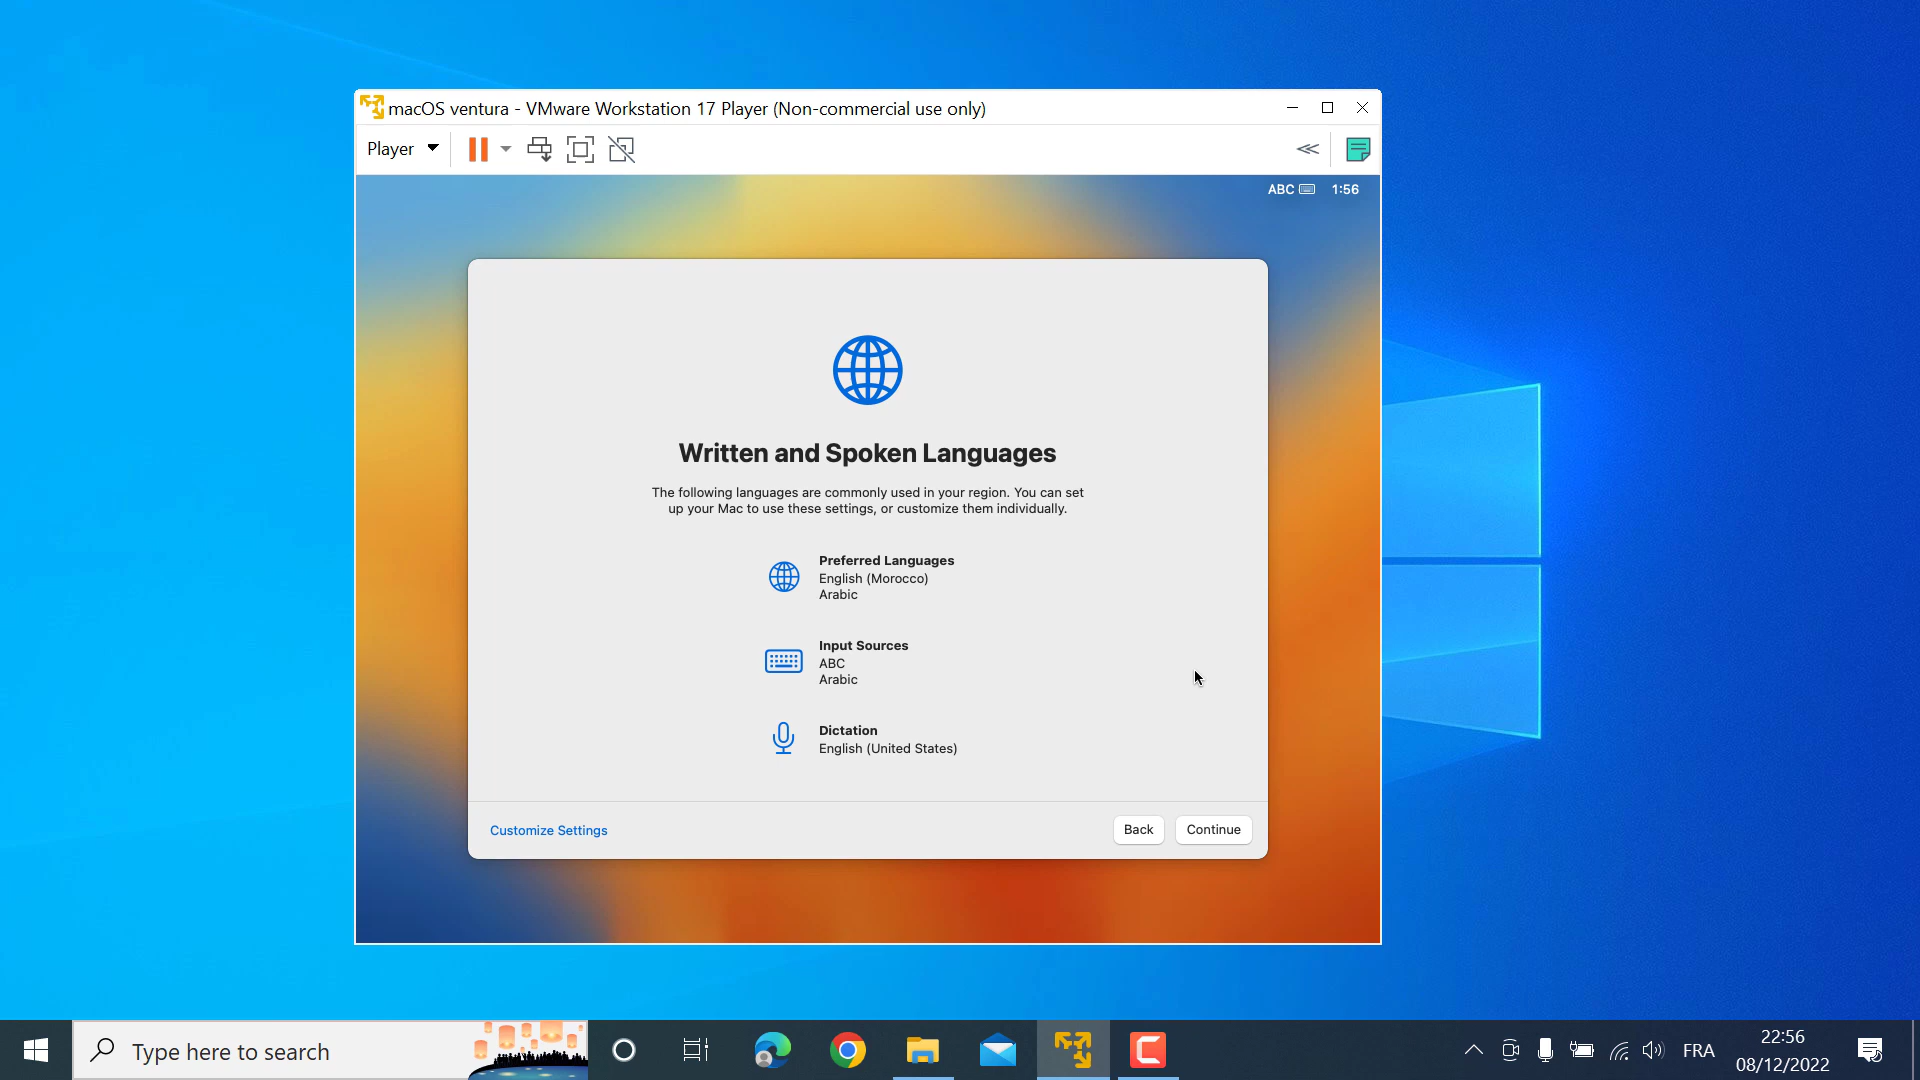 macOS ventura - VMware Workstation 17 Player (Non-commercial use only)
Player
ABC 1:56
Written and Spoken Languages
The following languages are commonly used in your region. You can set
up your Mac to use these settings, or customize them individually.
Preferred Languages
English (Morocco)
Arabic
Input Sources
ABC
Arabic
Dictation
English (United States)
Customize Settings
Back
Continue
Type here to search
FRA
22:56
08/12/2022